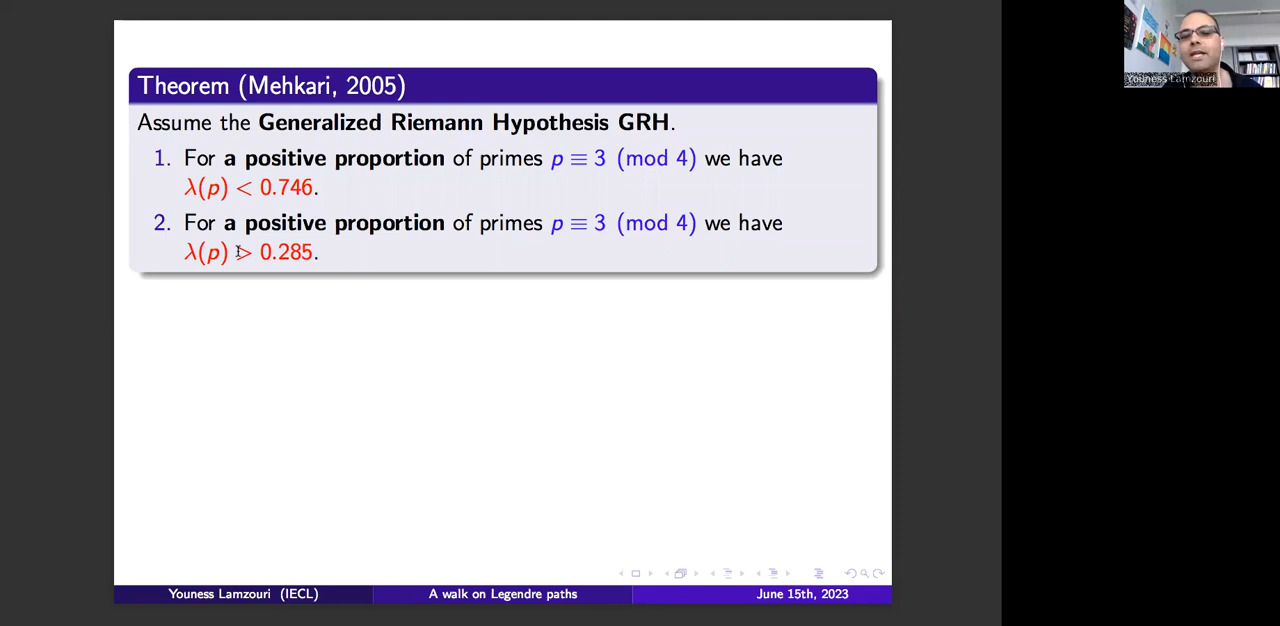 Theorem (Mehkari, 2005)
Assume the Generalized Riemann Hypothesis GRH.
1. For a positive proportion of primes p ≡ 3 (mod 4) we have
λ(p) < 0.746.
2. For a positive proportion of primes p ≡ 3 (mod 4) we have
λ(p) > 0.285.
Youness Lamzouri (IECL)
A walk on Legendre paths
June 15th, 2023
Youness Lamzouri